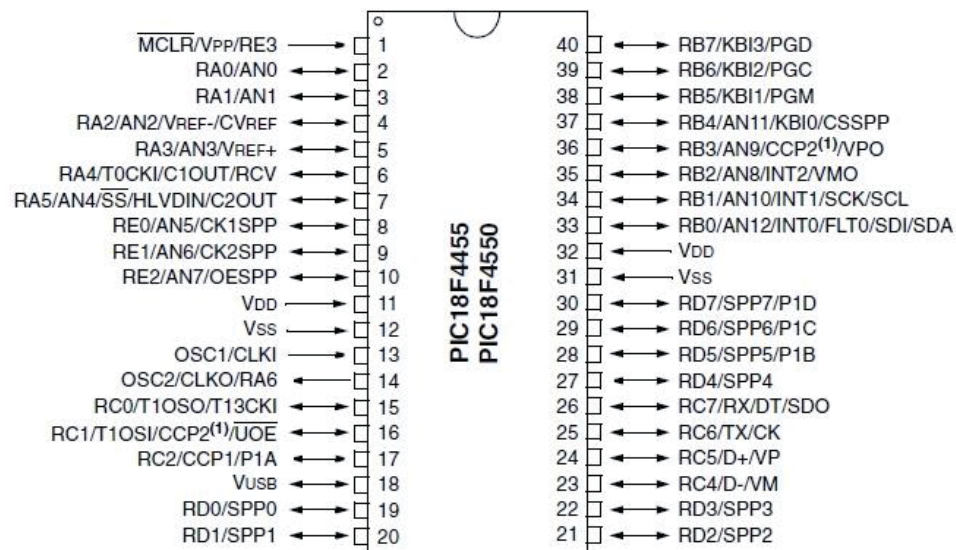 MCLR/VPP/RE3 1
RA0/AN0 2
RA1/AN1 3
RA2/AN2/VREF-/CVREF 4
RA3/AN3/VREF+ 5
RA4/T0CKI/C1OUT/RCV 6
RA5/AN4/SS/HLVDIN/C2OUT 7
RE0/AN5/CK1SPP 8
RE1/AN6/CK2SPP 9
RE2/AN7/OESPP 10
VDD 11
VSS 12
OSC1/CLKI 13
OSC2/CLKO/RA6 14
RC0/T1OSO/T13CKI 15
RC1/T1OSI/CCP2(1)/UOE 16
RC2/CCP1/P1A 17
VUSB 18
RD0/SPP0 19
RD1/SPP1 20
PIC18F4455
PIC18F4550
40 RB7/KBI3/PGD
39 RB6/KBI2/PGC
38 RB5/KBI1/PGM
37 RB4/AN11/KBI0/CSSPP
36 RB3/AN9/CCP2(1)/VPO
35 RB2/AN8/INT2/VMO
34 RB1/AN10/INT1/SCK/SCL
33 RB0/AN12/INT0/FLT0/SDI/SDA
32 VDD
31 VSS
30 RD7/SPP7/P1D
29 RD6/SPP6/P1C
28 RD5/SPP5/P1B
27 RD4/SPP4
26 RC7/RX/DT/SDO
25 RC6/TX/CK
24 RC5/D+/VP
23 RC4/D-/VM
22 RD3/SPP3
21 RD2/SPP2